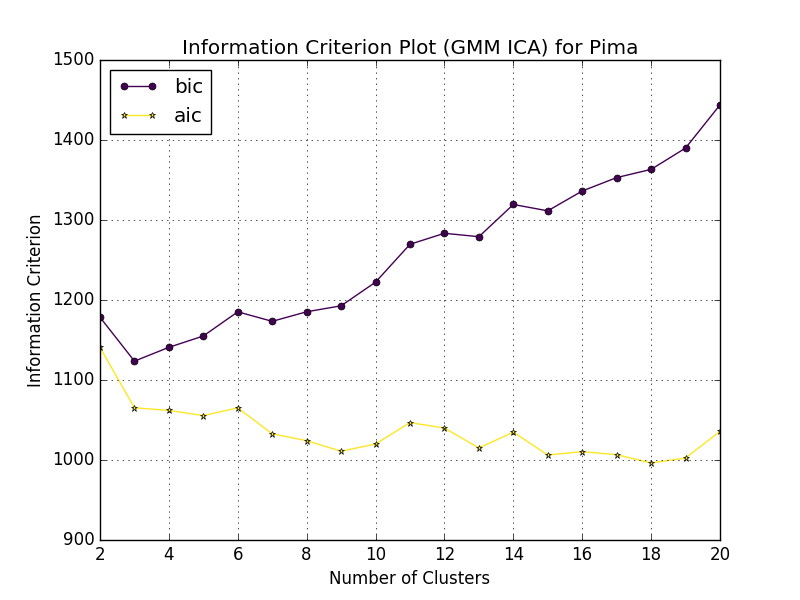 Information Criterion Plot (GMM ICA) for Pima
bic
aic
1500
1400
1300
1200
1100
1000
900
Information Criterion
2 4 6 8 10 12 14 16 18 20
Number of Clusters